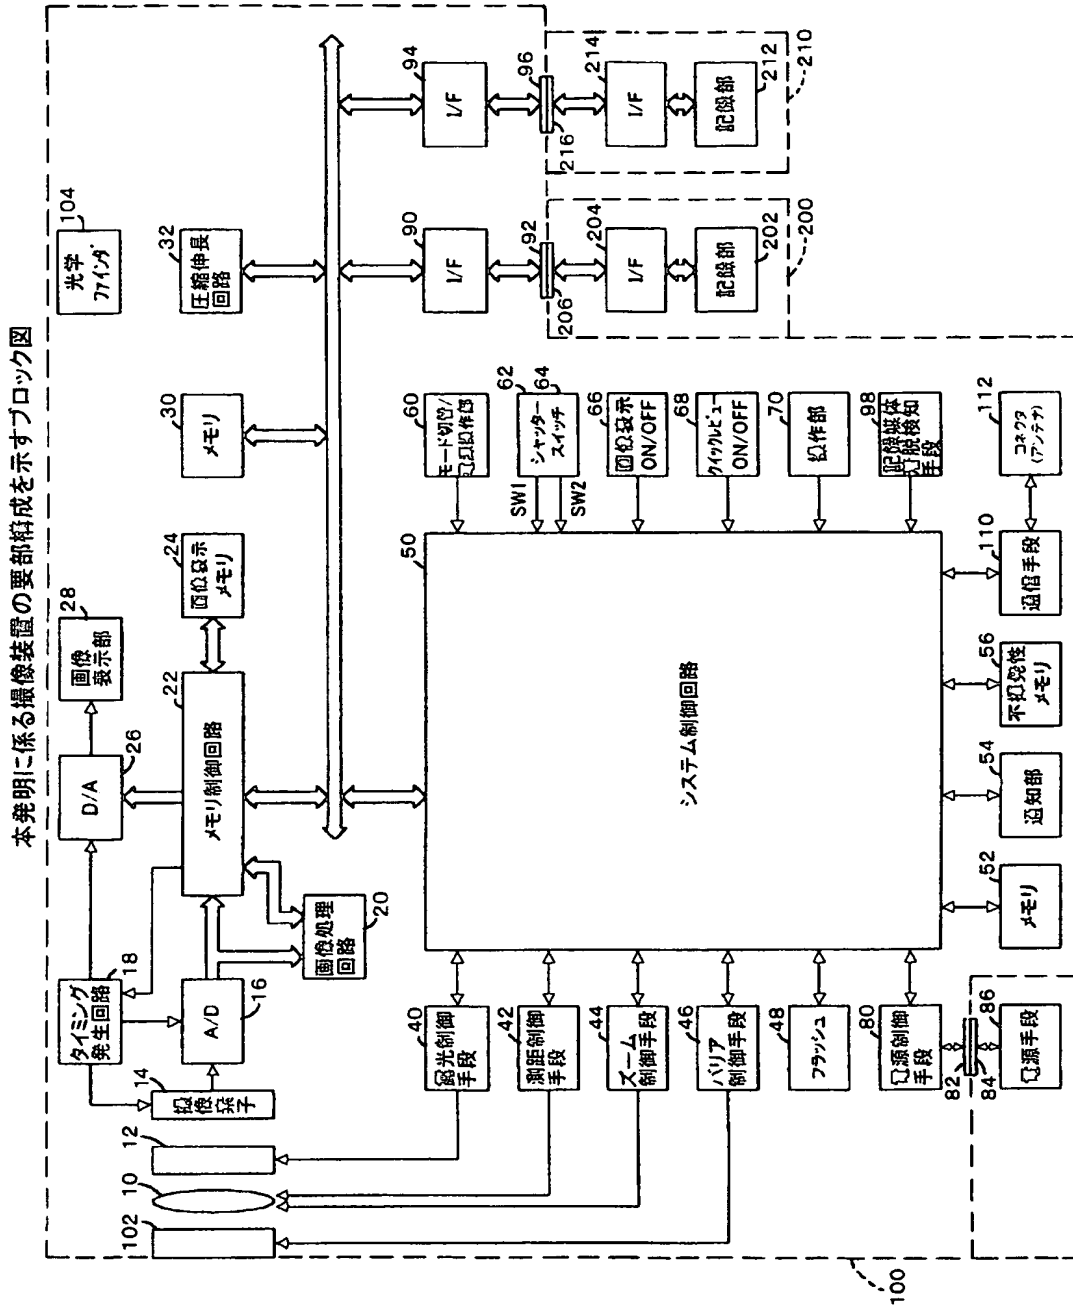 本発明に係る撮像装置の要部構成を示すブロック図
102
10
12
14
撮像素子
タイミング
発生回路
18
A/D
16
D/A
26
画像
表示部
28
メモリ制御回路
22
画像表示
メモリ
24
画像処理
回路
20
メモリ
30
圧縮伸長
回路
32
光学
ファインダ
104
露光制御
手段
40
測距制御
手段
42
ズーム
制御手段
44
バリア
制御手段
46
フラッシュ
48
電源制御
手段
80
82
84
電源手段
86
システム制御回路
50
メモリ
52
通知部
54
不揮発性
メモリ
56
通信手段
110
コネクタ
(アンテナ)
112
モード切替/
60
SW1
SW2
シャッター
スイッチ
62
64
画像表示
ON/OFF
66
クイックレビュー
ON/OFF
68
操作部
70
記録媒体
着脱検知
手段
98
I/F
90
92
206
I/F
204
記録部
202
200
I/F
94
96
216
I/F
214
記録部
212
210
100